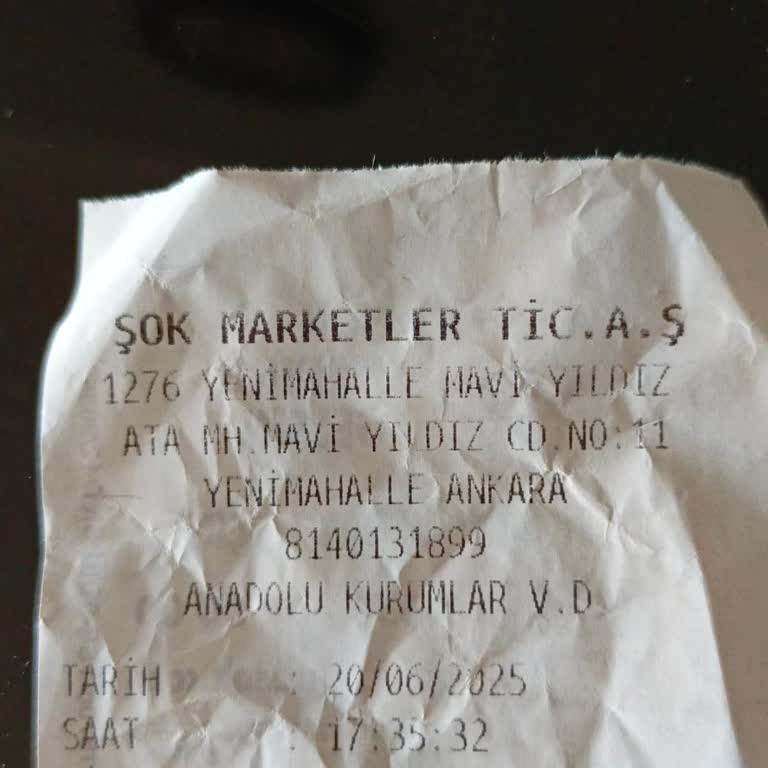 ŞOK MARKETLER TİC.A.Ş
1276 YENİMAHALLE MAVİ YILDIZ
ATA MH.MAVİ YILDIZ CD.NO:11
YENİMAHALLE ANKARA
8140131899
ANADOLU KURUMLAR V.D
TARİH : 20/06/2025
SAAT : 17:35:32